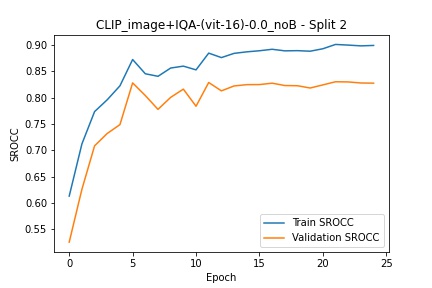 CLIP_image+IQA-(vit-16)-0.0_noB - Split 2
SROCC
0.90
0.85
0.80
0.75
0.70
0.65
0.60
0.55
Train SROCC
Validation SROCC
0 5 10 15 20 25
Epoch